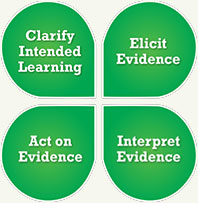 Clarify
Intended
Learning
Elicit
Evidence
Act on
Evidence
Interpret
Evidence